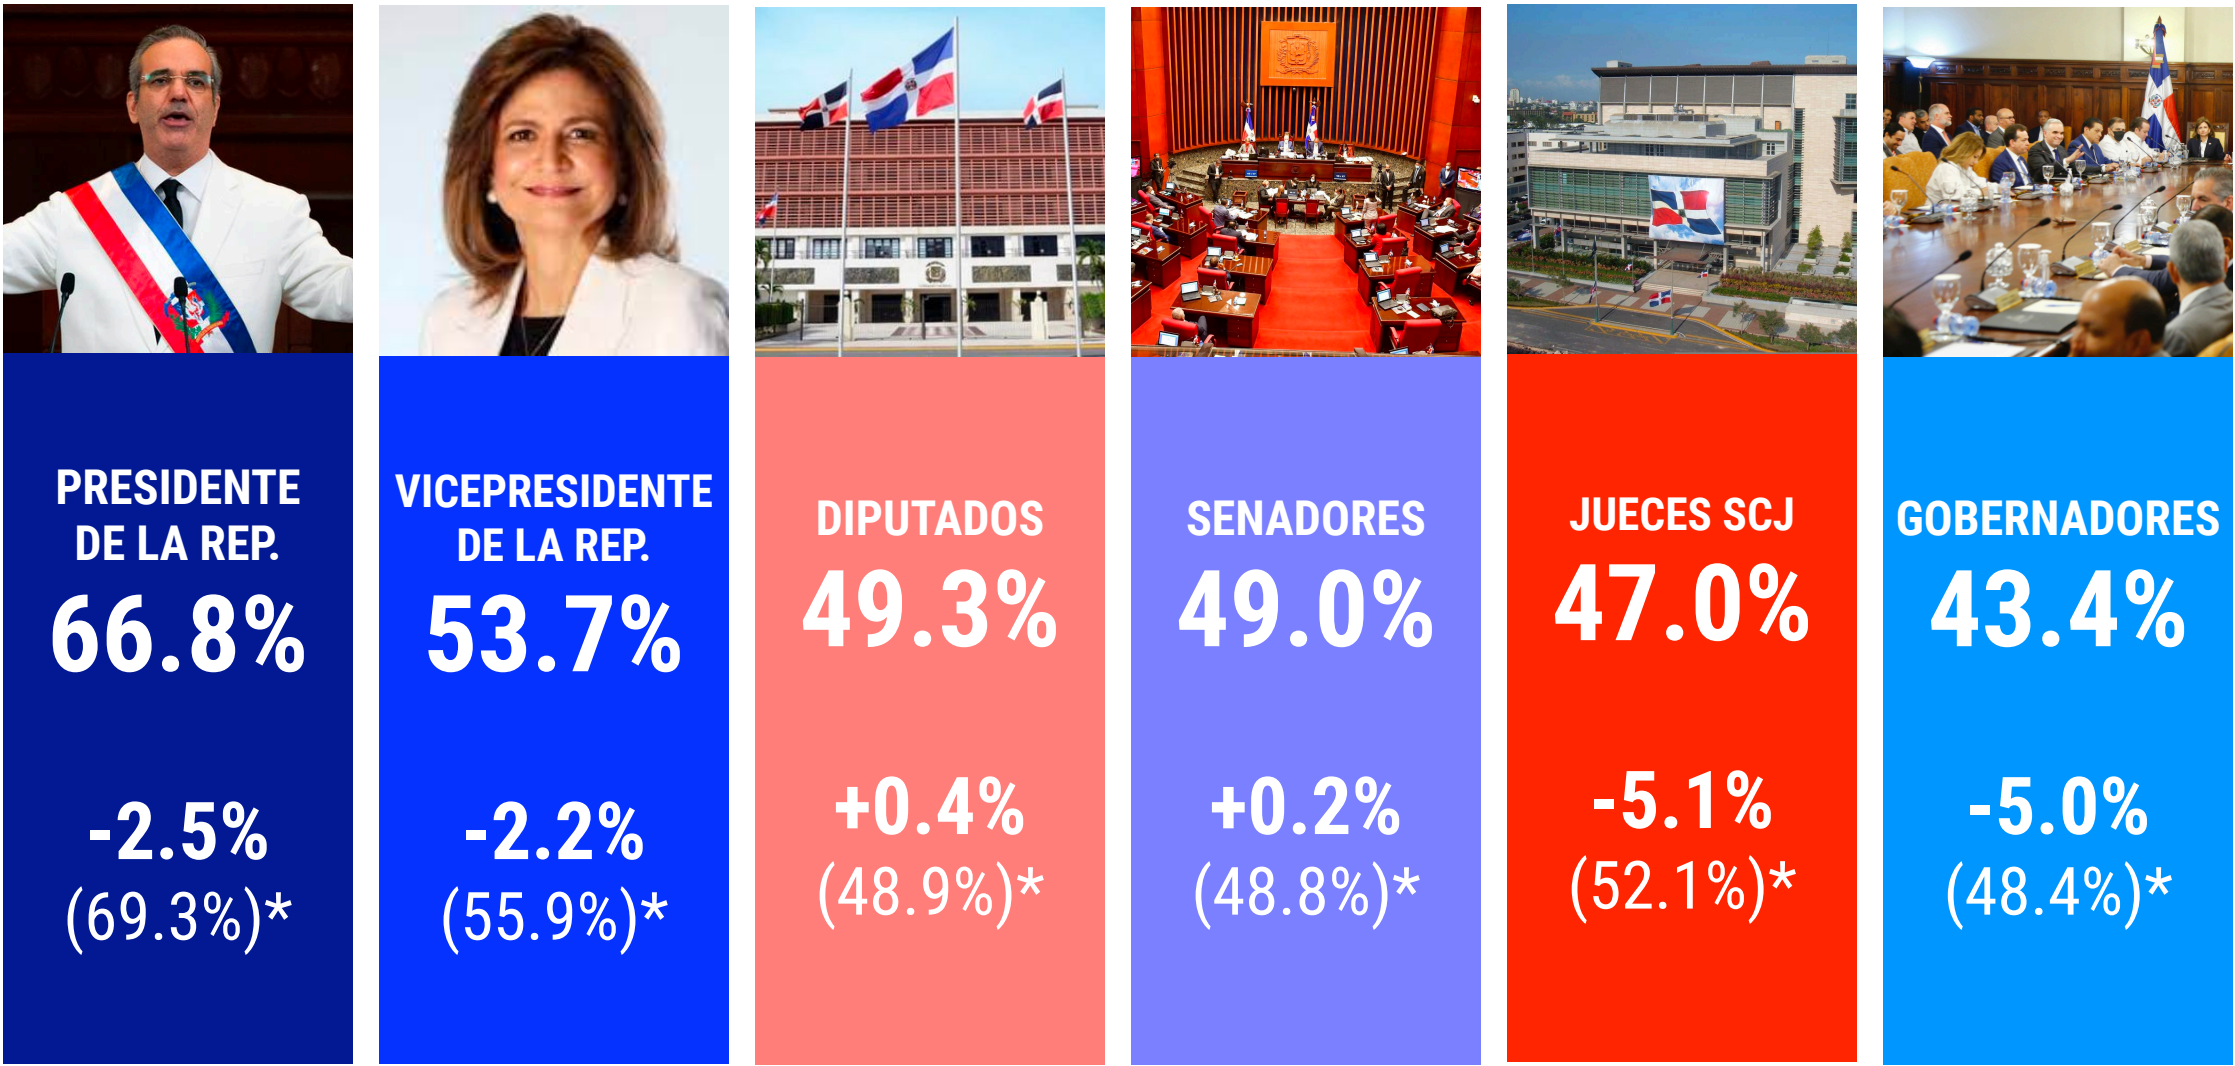 PRESIDENTE
DE LA REP.
66.8%
-2.5%
(69.3%)*
VICEPRESIDENTE
DE LA REP.
53.7%
-2.2%
(55.9%)*
DIPUTADOS
49.3%
+0.4%
(48.9%)*
SENADORES
49.0%
+0.2%
(48.8%)*
JUECES SCJ
47.0%
-5.1%
(52.1%)*
GOBERNADORES
43.4%
-5.0%
(48.4%)*